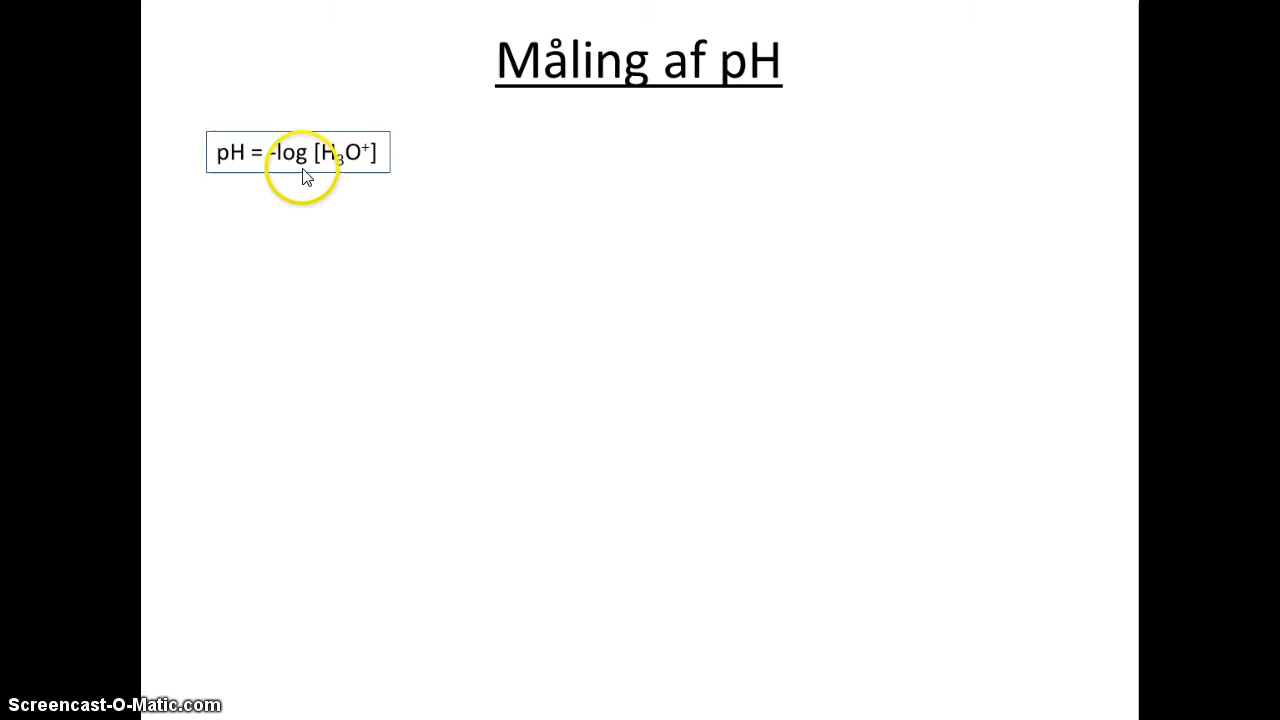 Måling af pH
pH = -log [H₃O⁺]
Screencast-O-Matic.com